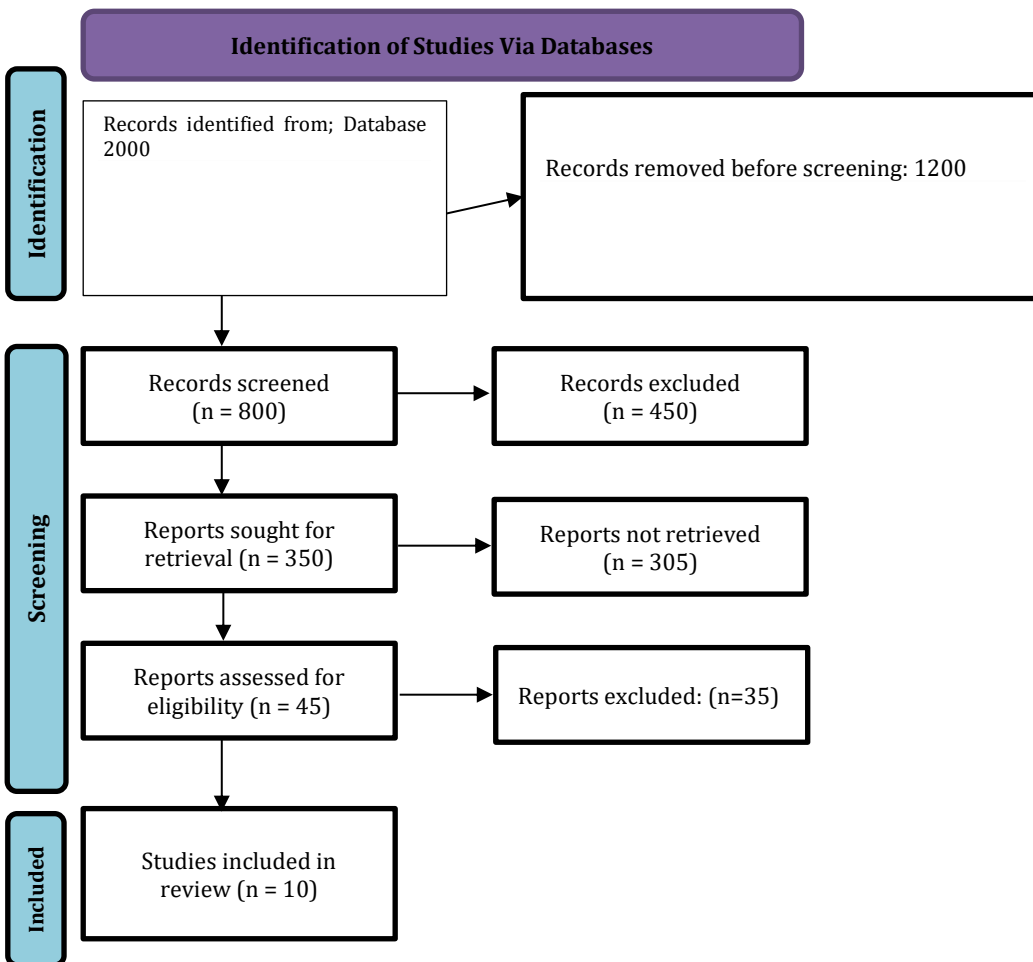 Identification of Studies Via Databases
Identification
Records identified from; Database
2000
Records removed before screening: 1200
Screening
Records screened
(n = 800)
Records excluded
(n = 450)
Reports sought for
retrieval (n = 350)
Reports not retrieved
(n = 305)
Reports assessed for
eligibility (n = 45)
Reports excluded: (n=35)
Included
Studies included in
review (n = 10)